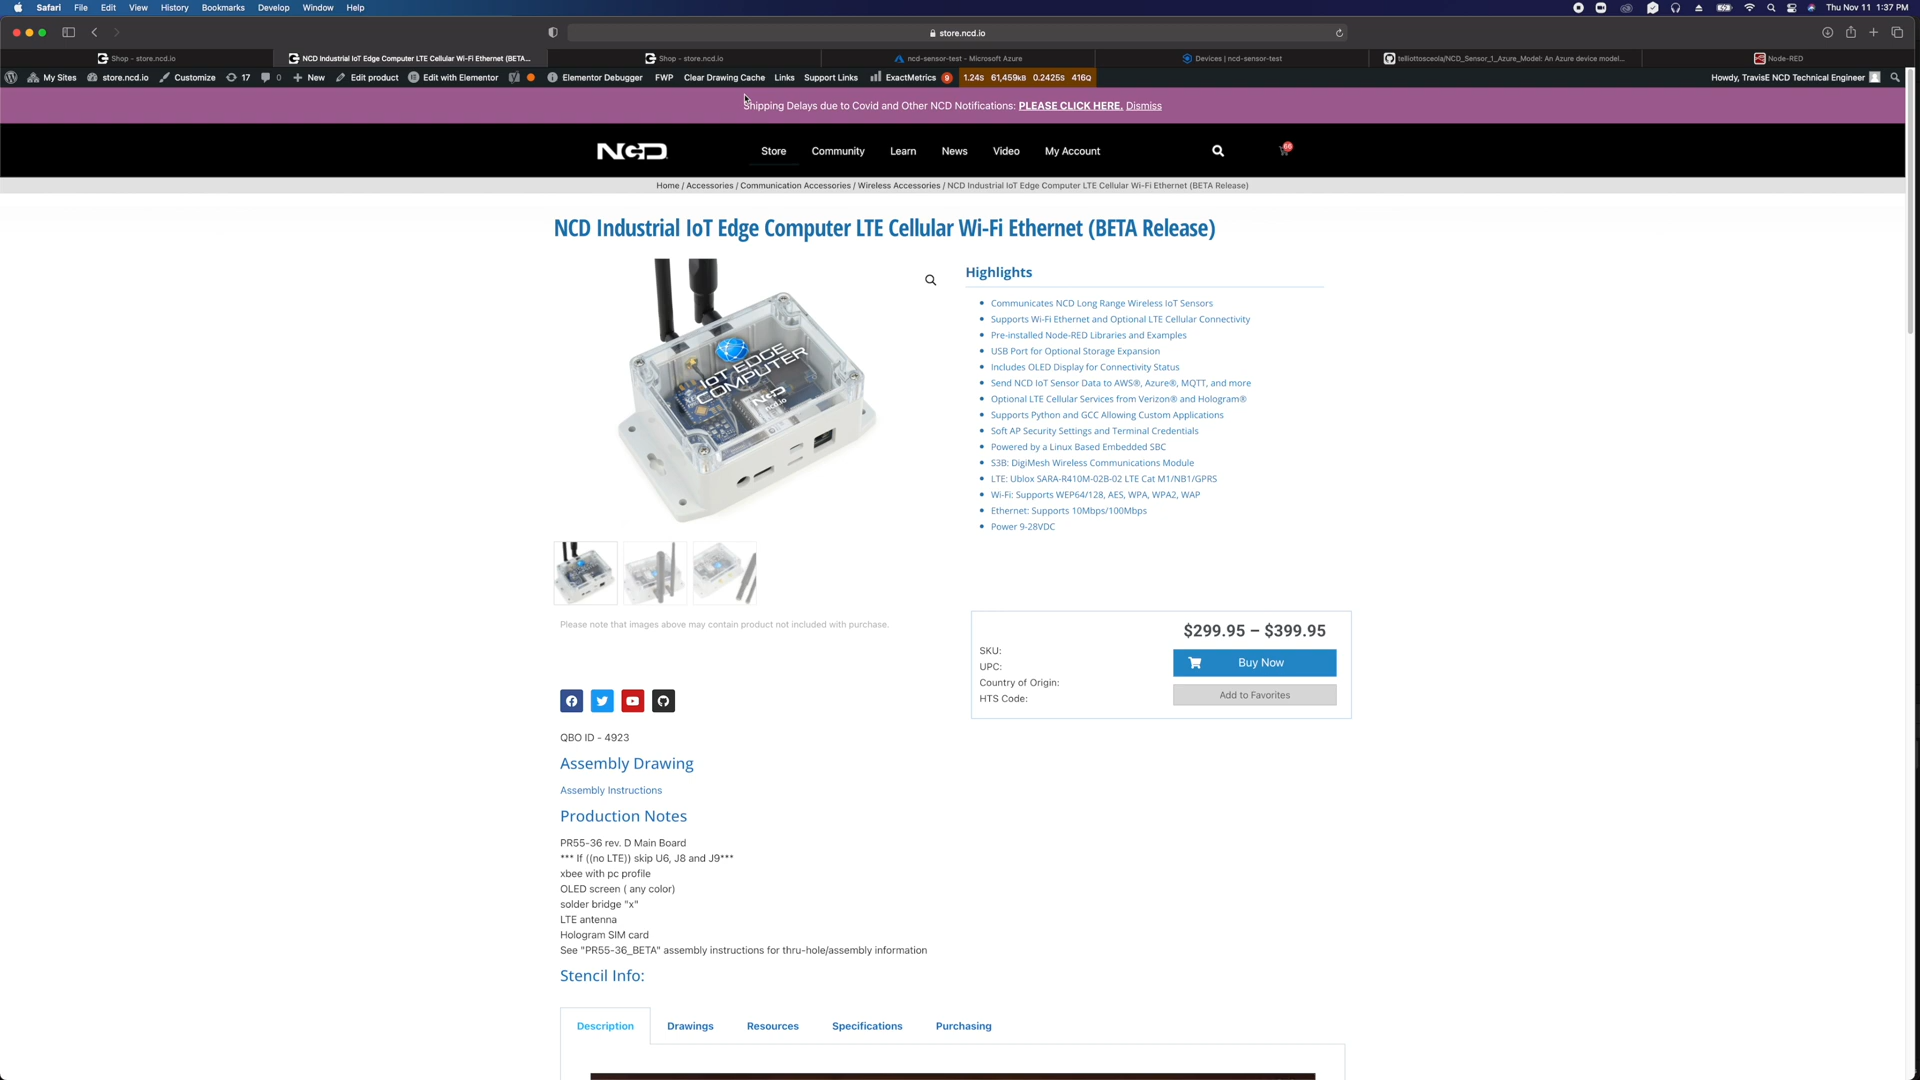 Safari File Edit View History Bookmarks Develop Window Help
Thu Nov 11 1:37 PM
store.ncd.io
Shop - store.ncd.io
NCD Industrial IoT Edge Computer LTE Cellular Wi-Fi Ethernet (BETA...
Shop - store.ncd.io
ncd-sensor-test - Microsoft Azure
Devices | ncd-sensor-test
telliottosceola/NCD_Sensor_1_Azure_Model: An Azure device model...
Node-RED
My Sites store.ncd.io Customize 17 0 New Edit product Edit with Elementor Elementor Debugger FWP Clear Drawing Cache Links Support Links ExactMetrics 9 1.24s 61,459KB 0.2425s 416Q
Howdy, TravisE NCD Technical Engineer
Shipping Delays due to Covid and Other NCD Notifications: PLEASE CLICK HERE. Dismiss
NCD
Store Community Learn News Video My Account
66
Home / Accessories / Communication Accessories / Wireless Accessories / NCD Industrial IoT Edge Computer LTE Cellular Wi-Fi Ethernet (BETA Release)
NCD Industrial IoT Edge Computer LTE Cellular Wi-Fi Ethernet (BETA Release)
IOT EDGE
COMPUTER
NCD
ncd.io
Highlights
Communicates NCD Long Range Wireless IoT Sensors
Supports Wi-Fi Ethernet and Optional LTE Cellular Connectivity
Pre-installed Node-RED Libraries and Examples
USB Port for Optional Storage Expansion
Includes OLED Display for Connectivity Status
Send NCD IoT Sensor Data to AWS®, Azure®, MQTT, and more
Optional LTE Cellular Services from Verizon® and Hologram®
Supports Python and GCC Allowing Custom Applications
Soft AP Security Settings and Terminal Credentials
Powered by a Linux Based Embedded SBC
S3B: DigiMesh Wireless Communications Module
LTE: Ublox SARA-R410M-02B-02 LTE Cat M1/NB1/GPRS
Wi-Fi: Supports WEP64/128, AES, WPA, WPA2, WAP
Ethernet: Supports 10Mbps/100Mbps
Power 9-28VDC
Please note that images above may contain product not included with purchase.
$299.95 – $399.95
SKU:
UPC:
Country of Origin:
HTS Code:
Buy Now
Add to Favorites
QBO ID - 4923
Assembly Drawing
Assembly Instructions
Production Notes
PR55-36 rev. D Main Board
*** If ((no LTE)) skip U6, J8 and J9***
xbee with pc profile
OLED screen ( any color)
solder bridge "x"
LTE antenna
Hologram SIM card
See "PR55-36_BETA" assembly instructions for thru-hole/assembly information
Stencil Info:
Description Drawings Resources Specifications Purchasing